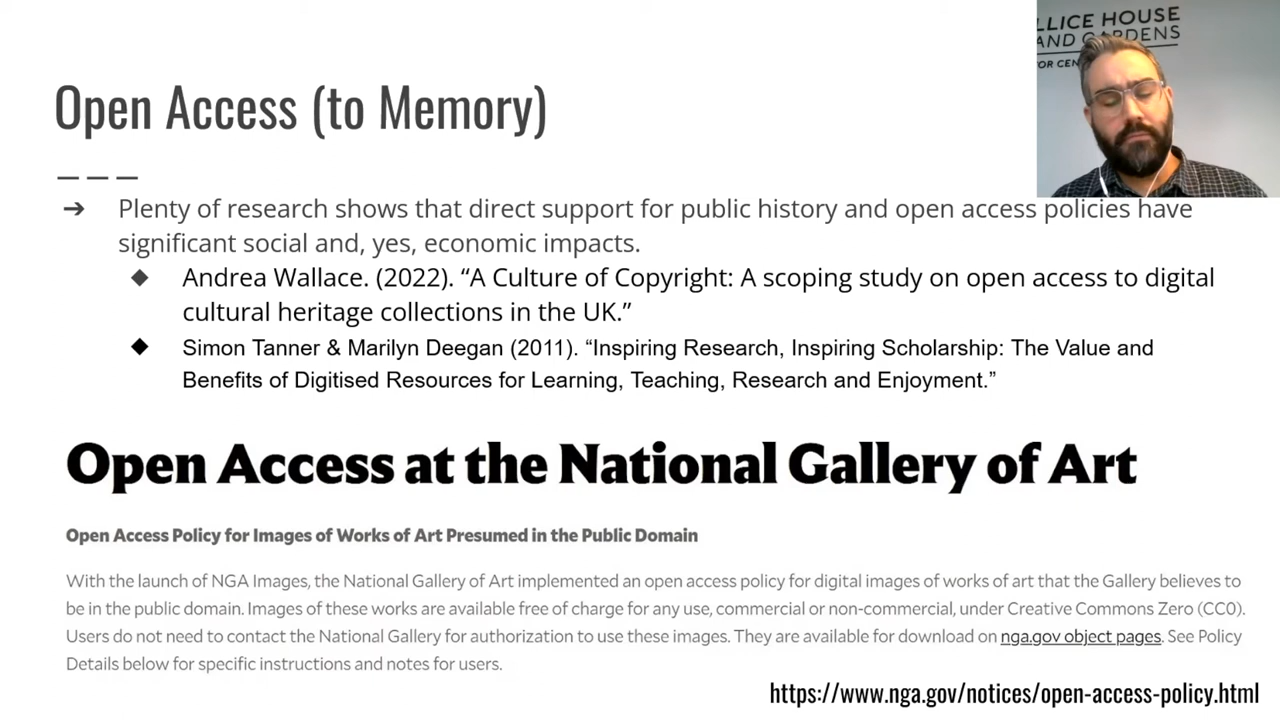 LLICE HOUSE
AND GARDENS
OR CEN
Open Access (to Memory)
➔ Plenty of research shows that direct support for public history and open access policies have
significant social and, yes, economic impacts.
◆ Andrea Wallace. (2022). “A Culture of Copyright: A scoping study on open access to digital
cultural heritage collections in the UK.”
◆ Simon Tanner & Marilyn Deegan (2011). “Inspiring Research, Inspiring Scholarship: The Value and
Benefits of Digitised Resources for Learning, Teaching, Research and Enjoyment.”
Open Access at the National Gallery of Art
Open Access Policy for Images of Works of Art Presumed in the Public Domain
With the launch of NGA Images, the National Gallery of Art implemented an open access policy for digital images of works of art that the Gallery believes to
be in the public domain. Images of these works are available free of charge for any use, commercial or non-commercial, under Creative Commons Zero (CC0).
Users do not need to contact the National Gallery for authorization to use these images. They are available for download on nga.gov object pages. See Policy
Details below for specific instructions and notes for users.
https://www.nga.gov/notices/open-access-policy.html